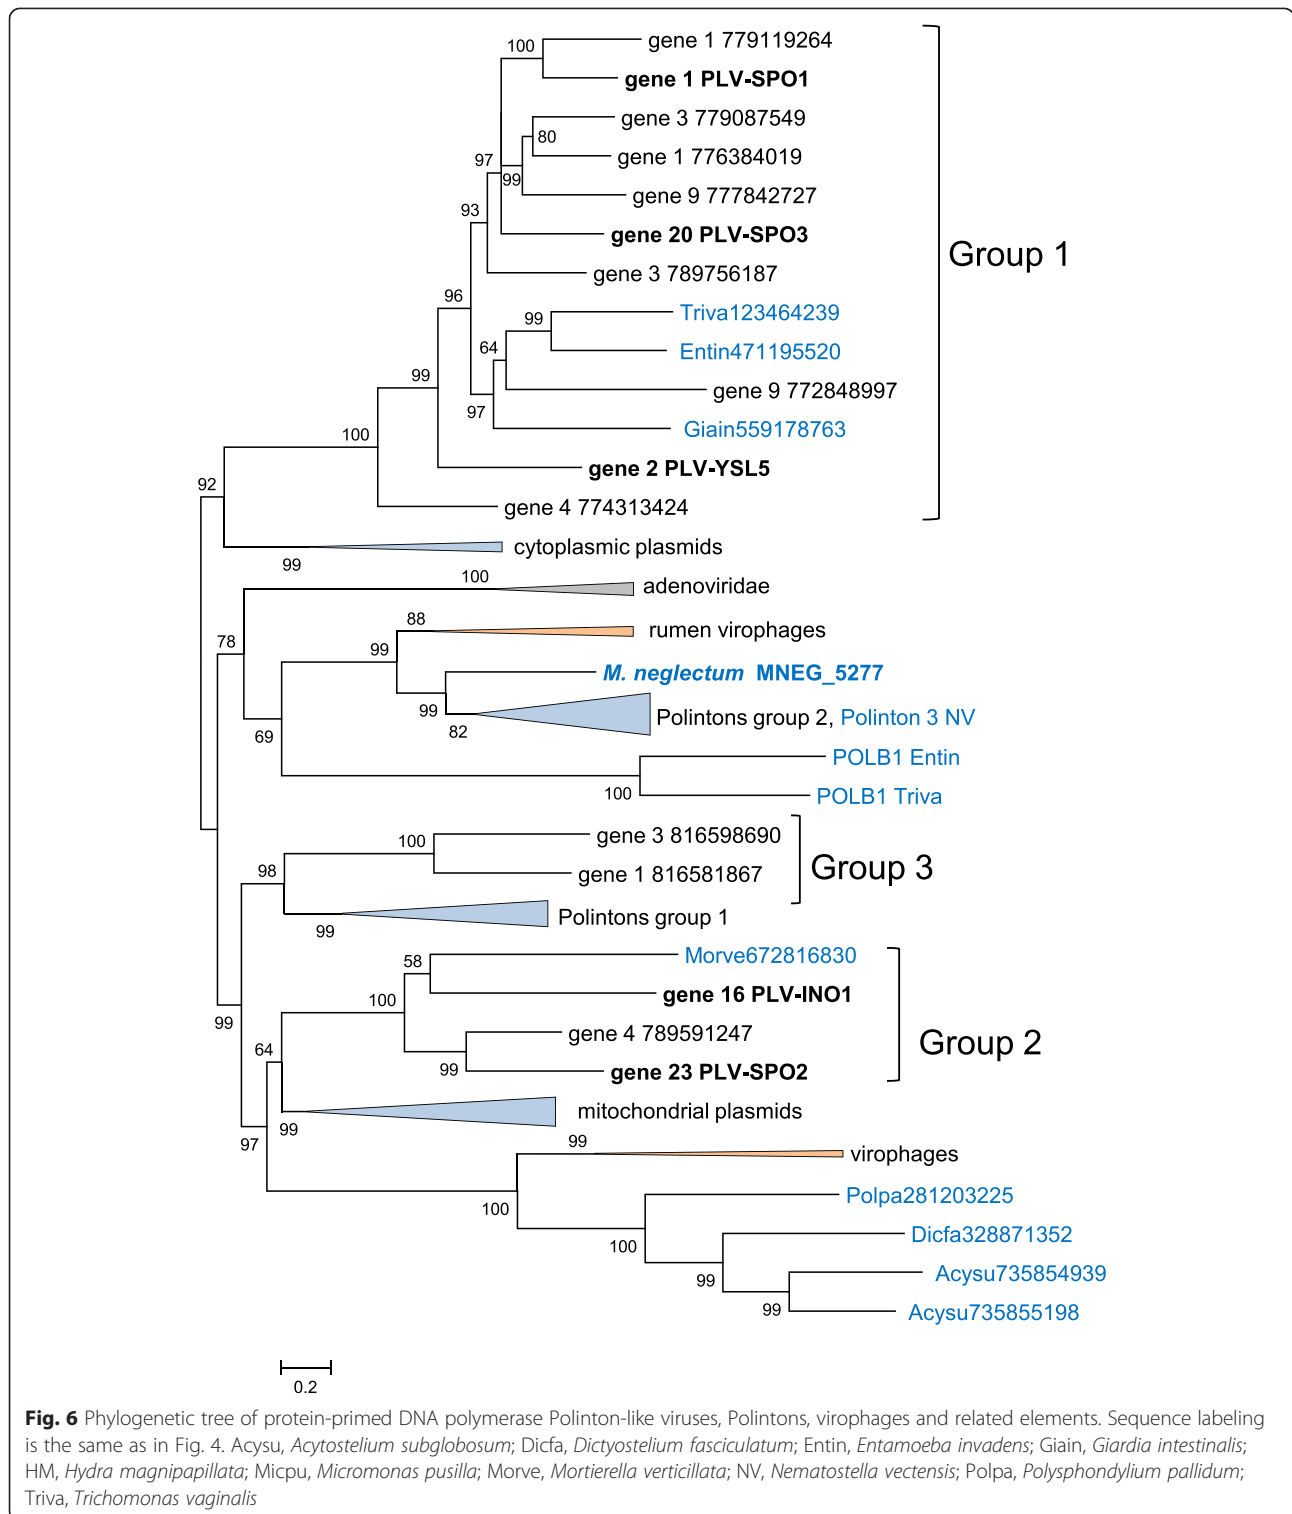 100
gene 1 779119264
gene 1 PLV-SPO1
gene 3 779087549
80
97
gene 1 776384019
99
gene 9 777842727
93
gene 20 PLV-SPO3
Group 1
gene 3 789756187
96
99
Triva123464239
64
Entin471195520
99
gene 9 772848997
97
Giain559178763
100
gene 2 PLV-YSL5
92
gene 4 774313424
cytoplasmic plasmids
99
100
adenoviridae
88
rumen virophages
78
99
M. neglectum MNEG_5277
99
Polintons group 2, Polinton 3 NV
82
69
POLB1 Entin
100
POLB1 Triva
100
gene 3 816598690
98
gene 1 816581867
Group 3
Polintons group 1
99
58
Morve672816830
100
gene 16 PLV-INO1
99
gene 4 789591247
Group 2
64
99
gene 23 PLV-SPO2
mitochondrial plasmids
99
97
99
virophages
100
Polpa281203225
100
Dicfa328871352
99
Acysu735854939
99
Acysu735855198
0.2
Fig. 6 Phylogenetic tree of protein-primed DNA polymerase Polinton-like viruses, Polintons, virophages and related elements. Sequence labeling
is the same as in Fig. 4. Acysu, Acytostelium subglobosum; Dicfa, Dictyostelium fasciculatum; Entin, Entamoeba invadens; Giain, Giardia intestinalis;
HM, Hydra magnipapillata; Micpu, Micromonas pusilla; Morve, Mortierella verticillata; NV, Nematostella vectensis; Polpa, Polysphondylium pallidum;
Triva, Trichomonas vaginalis